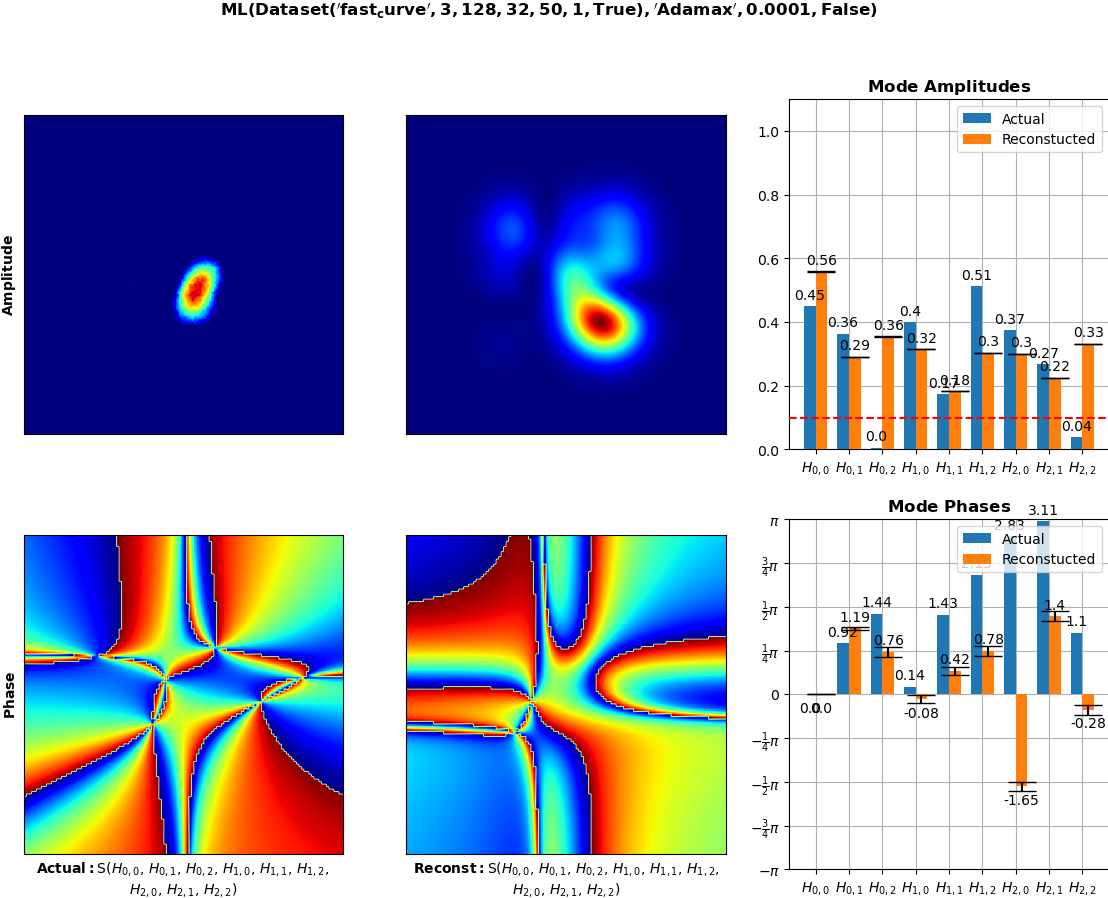 ML(Dataset('fast_curve', 3, 128, 32, 50, 1, True), 'Adamax', 0.0001, False)
Amplitude
Mode Amplitudes
Actual
Reconstucted
1.0
0.8
0.6
0.4
0.2
0.0
0.45 0.56 0.36 0.29 0.0 0.36 0.4 0.32 0.17 0.18 0.51 0.3 0.37 0.3 0.27 0.22 0.04 0.33
H0,0 H0,1 H0,2 H1,0 H1,1 H1,2 H2,0 H2,1 H2,2
Phase
Mode Phases
Actual
Reconstucted
π
3/4π
1/2π
1/4π
0
-1/4π
-1/2π
-3/4π
-π
0.0 0.0 0.92 1.19 1.44 0.76 0.14 -0.08 1.43 0.42 0.78 2.83 -1.65 3.11 1.4 1.1 -0.28
H0,0 H0,1 H0,2 H1,0 H1,1 H1,2 H2,0 H2,1 H2,2
Actual: S(H0,0, H0,1, H0,2, H1,0, H1,1, H1,2,
H2,0, H2,1, H2,2)
Reconst: S(H0,0, H0,1, H0,2, H1,0, H1,1, H1,2,
H2,0, H2,1, H2,2)